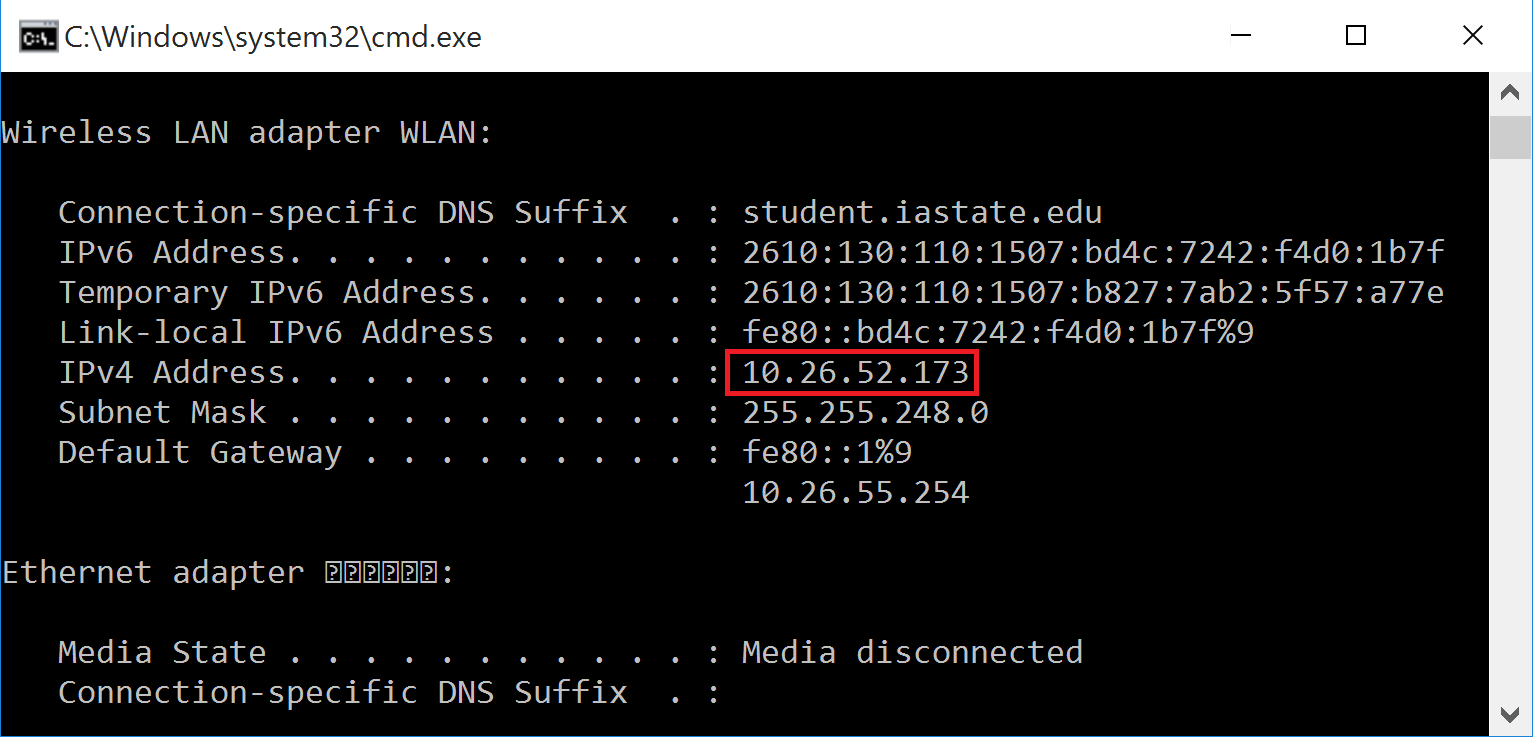 C:\Windows\system32\cmd.exe
Wireless LAN adapter WLAN:
Connection-specific DNS Suffix  . : student.iastate.edu
IPv6 Address. . . . . . . . . . . : 2610:130:110:1507:bd4c:7242:f4d0:1b7f
Temporary IPv6 Address. . . . . . : 2610:130:110:1507:b827:7ab2:5f57:a77e
Link-local IPv6 Address . . . . . : fe80::bd4c:7242:f4d0:1b7f%9
IPv4 Address. . . . . . . . . . . : 10.26.52.173
Subnet Mask . . . . . . . . . . . : 255.255.248.0
Default Gateway . . . . . . . . . : fe80::1%9
10.26.55.254
Ethernet adapter ⍰⍰⍰⍰⍰⍰:
Media State . . . . . . . . . . . : Media disconnected
Connection-specific DNS Suffix  . :